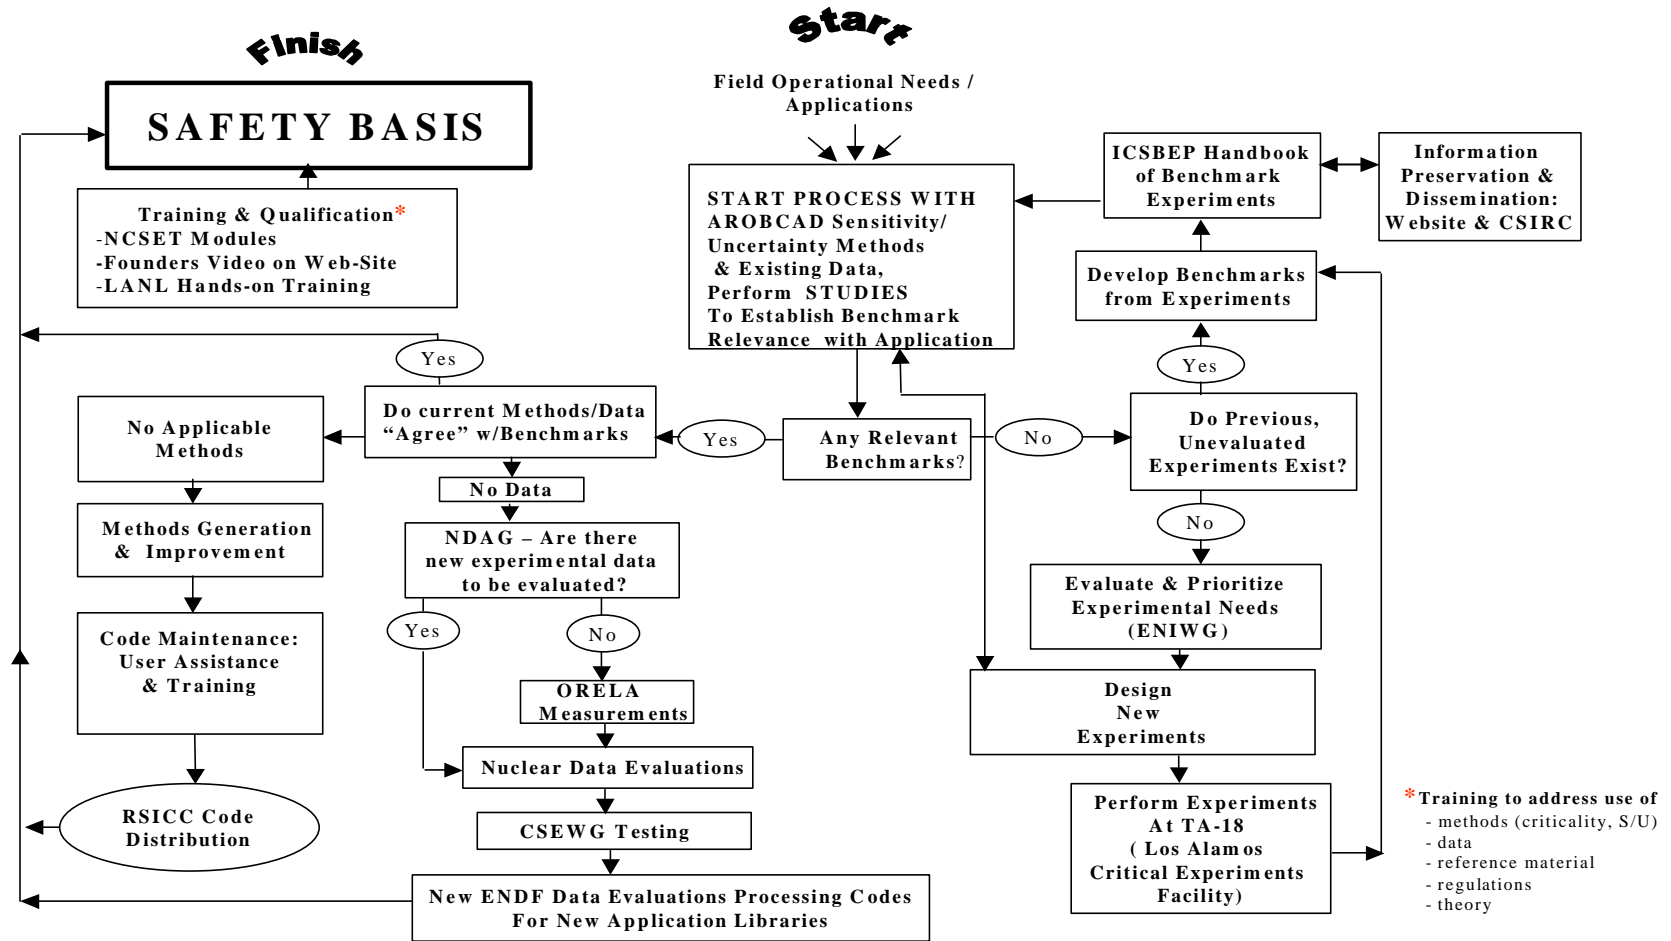 Finish
SAFETY BASIS
Training & Qualification*
-NCSET Modules
-Founders Video on Web-Site
-LANL Hands-on Training
Start
Field Operational Needs /
Applications
START PROCESS WITH
AROBCAD Sensitivity/
Uncertainty Methods
& Existing Data,
Perform STUDIES
To Establish Benchmark
Relevance with Application
ICSBEP Handbook
of Benchmark
Experiments
Information
Preservation &
Dissemination:
Website & CSIRC
Develop Benchmarks
from Experiments
Yes
Do Previous,
Unevaluated
Experiments Exist?
No
Any Relevant
Benchmarks?
Yes
Do current Methods/Data
“Agree” w/Benchmarks
Yes
No Applicable
Methods
Methods Generation
& Improvement
Code Maintenance:
User Assistance
& Training
RSICC Code
Distribution
No Data
NDAG – Are there
new experimental data
to be evaluated?
Yes
No
ORELA
Measurements
Nuclear Data Evaluations
CSEWG Testing
New ENDF Data Evaluations Processing Codes
For New Application Libraries
No
Evaluate & Prioritize
Experimental Needs
(ENIWG)
Design
New
Experiments
Perform Experiments
At TA-18
( Los Alamos
Critical Experiments
Facility)
*Training to address use of
- methods (criticality, S/U)
- data
- reference material
- regulations
- theory